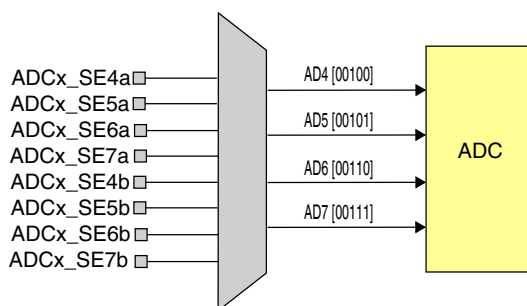 ADCx_SE4a
ADCx_SE5a
ADCx_SE6a
ADCx_SE7a
ADCx_SE4b
ADCx_SE5b
ADCx_SE6b
ADCx_SE7b
AD4 [00100]
AD5 [00101]
AD6 [00110]
AD7 [00111]
ADC